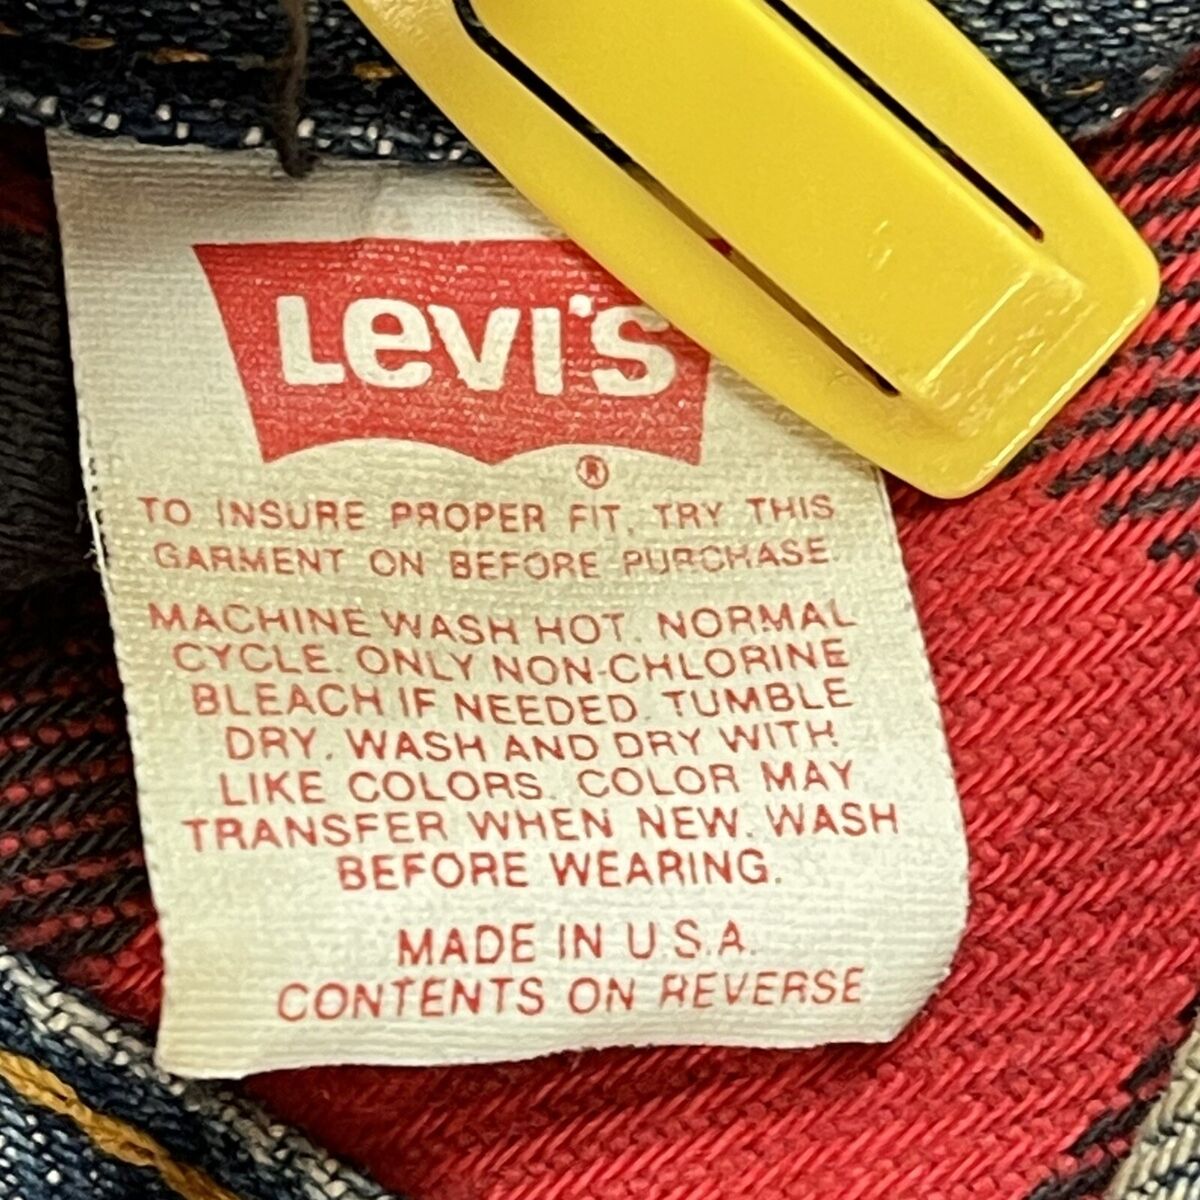 Levi's
®
TO INSURE PROPER FIT, TRY THIS
GARMENT ON BEFORE PURCHASE.
MACHINE WASH HOT. NORMAL
CYCLE. ONLY NON-CHLORINE
BLEACH IF NEEDED. TUMBLE
DRY. WASH AND DRY WITH
LIKE COLORS. COLOR MAY
TRANSFER WHEN NEW. WASH
BEFORE WEARING.
MADE IN U.S.A.
CONTENTS ON REVERSE